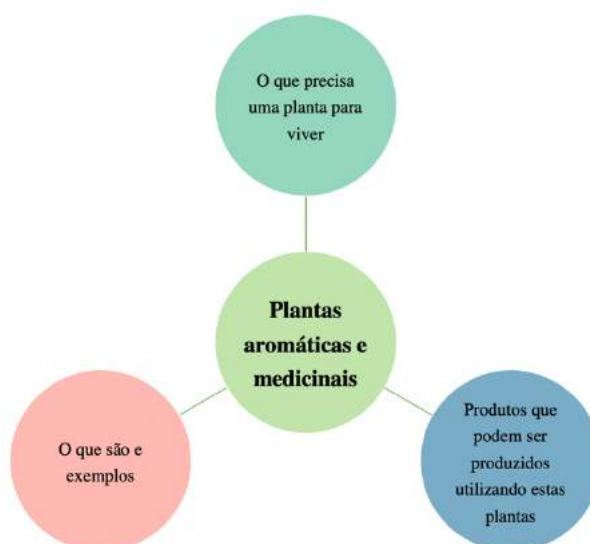 O que precisa
uma planta para
viver
Plantas
aromáticas e
medicinais
O que são e
exemplos
Produtos que
podem ser
produzidos
utilizando estas
plantas